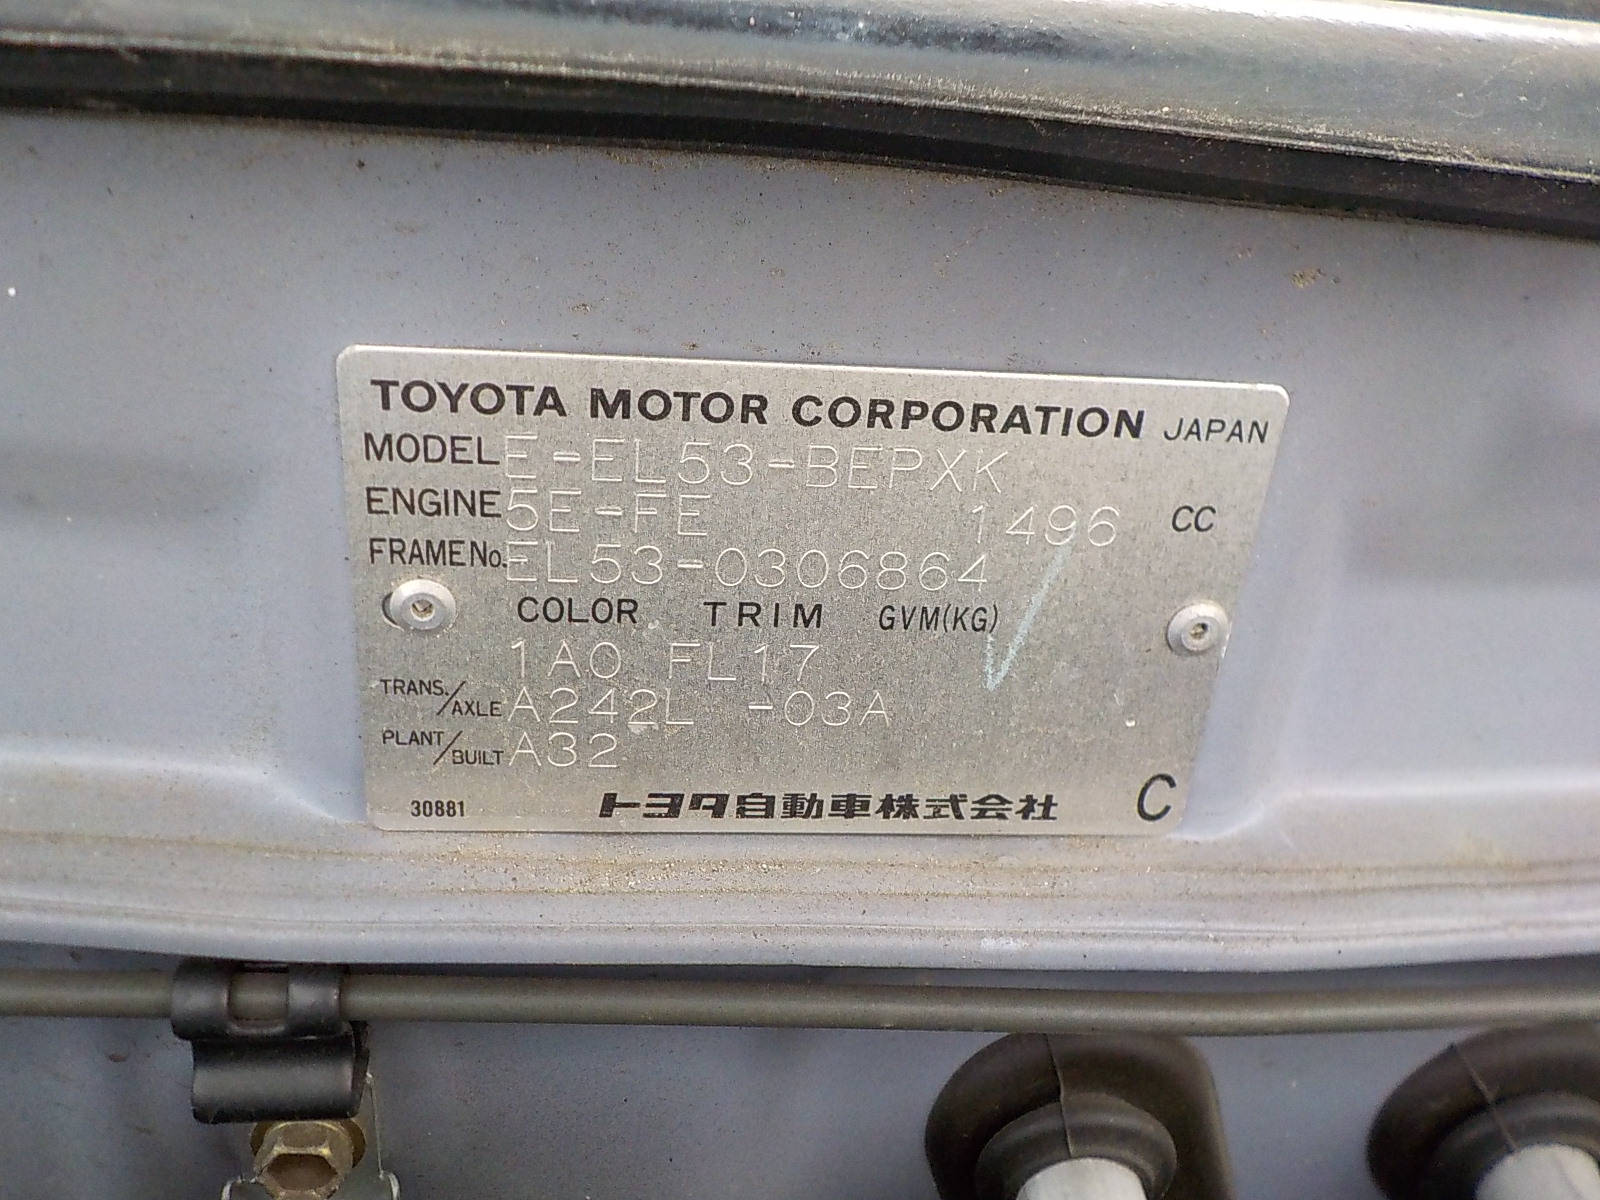 TOYOTA MOTOR CORPORATION JAPAN
MODEL E-EL53-BEPXK
ENGINE 5E-FE 1496 CC
FRAME No. EL53-0306864
COLOR TRIM GVM(KG)
1A0 FL17
TRANS./AXLE A242L -03A
PLANT/BUILT A32
30881 トヨタ自動車株式会社 C